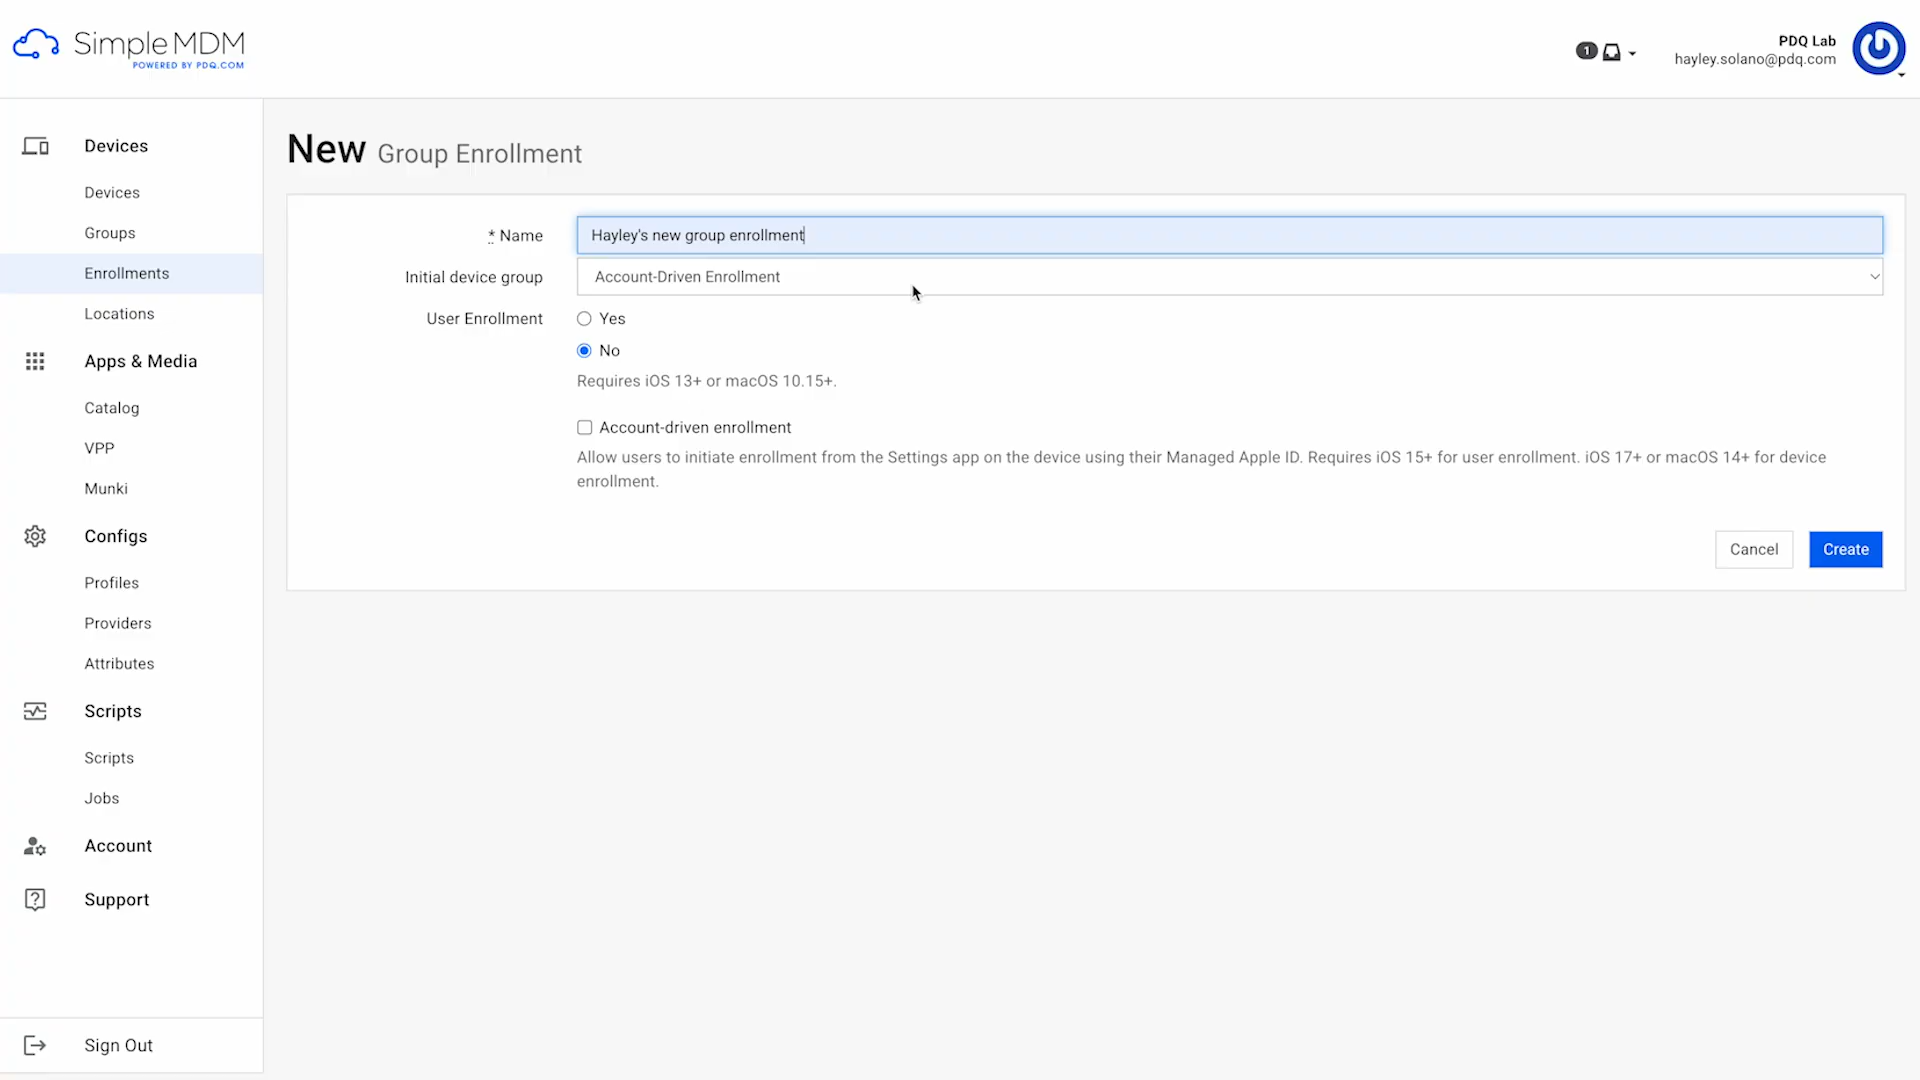 SimpleMDM
POWERED BY PDQ.COM
1
PDQ Lab
hayley.solano@pdq.com
Devices
Devices
Groups
Enrollments
Locations
Apps & Media
Catalog
VPP
Munki
Configs
Profiles
Providers
Attributes
Scripts
Scripts
Jobs
Account
Support
Sign Out
New Group Enrollment
* Name
Hayley's new group enrollment
Initial device group
Account-Driven Enrollment
User Enrollment
Yes
No
Requires iOS 13+ or macOS 10.15+.
Account-driven enrollment
Allow users to initiate enrollment from the Settings app on the device using their Managed Apple ID. Requires iOS 15+ for user enrollment. iOS 17+ or macOS 14+ for device
enrollment.
Cancel
Create